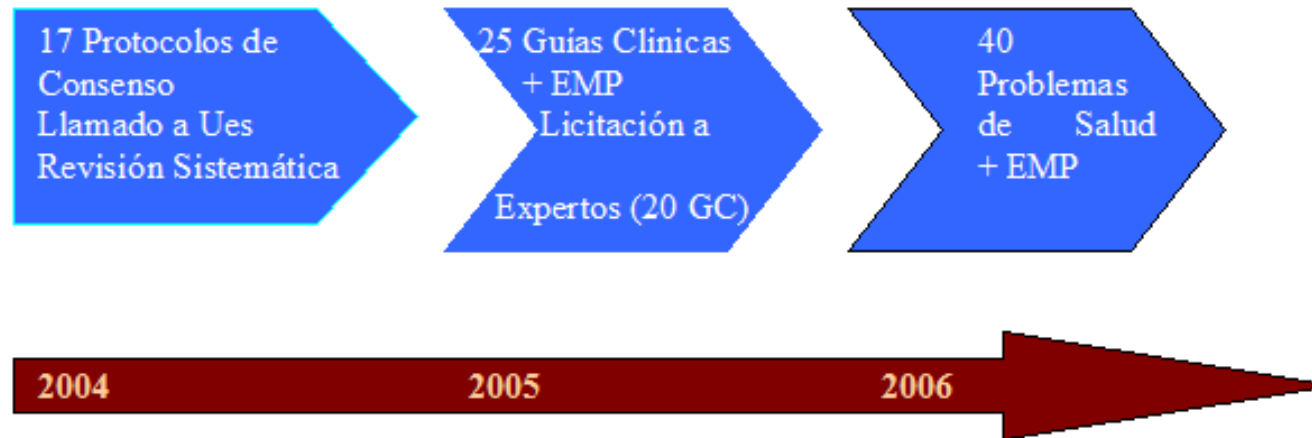 17 Protocolos de
Consenso
Llamado a Ues
Revisión Sistemática
25 Guías Clinicas
+ EMP
Licitación a
Expertos (20 GC)
40
Problemas
de Salud
+ EMP
2004
2005
2006